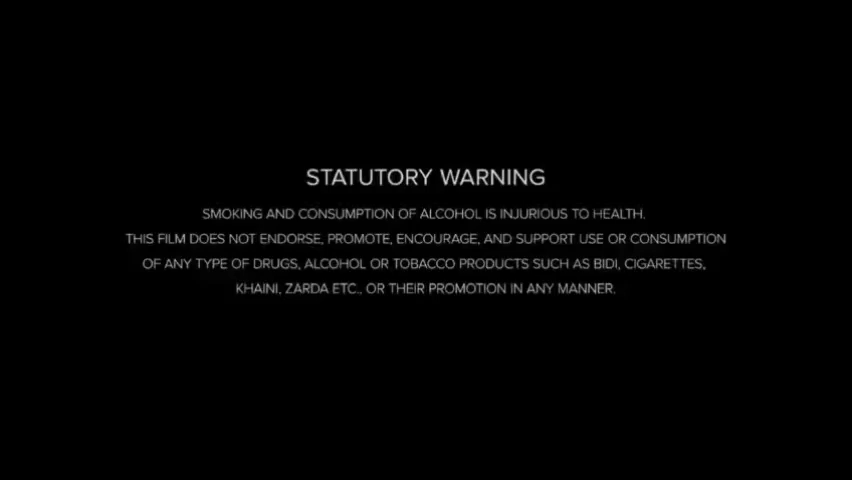 STATUTORY WARNING
SMOKING AND CONSUMPTION OF ALCOHOL IS INJURIOUS TO HEALTH.
THIS FILM DOES NOT ENDORSE, PROMOTE, ENCOURAGE, AND SUPPORT USE OR CONSUMPTION
OF ANY TYPE OF DRUGS, ALCOHOL OR TOBACCO PRODUCTS SUCH AS BIDI, CIGARETTES,
KHAINI, ZARDA ETC., OR THEIR PROMOTION IN ANY MANNER.